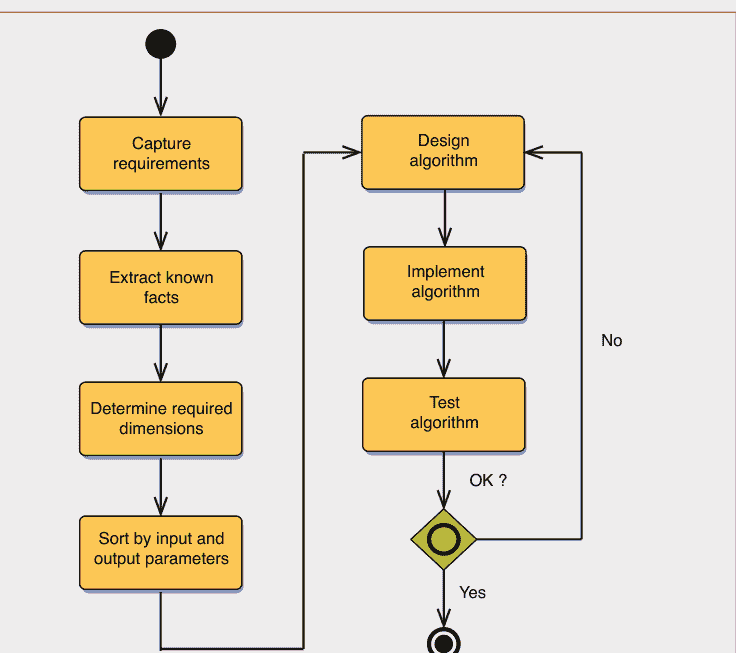 Capture
requirements
Extract known
facts
Determine required
dimensions
Sort by input and
output parameters
Design
algorithm
Implement
algorithm
Test
algorithm
OK ?
No
Yes